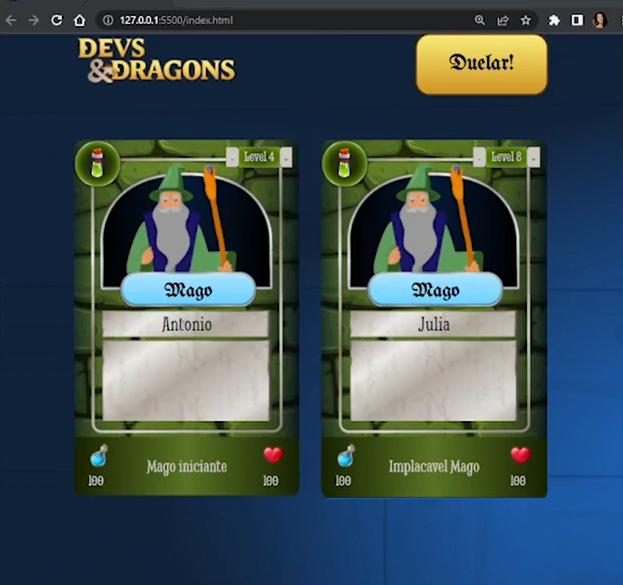 127.0.0.1:5500/index.html
DEVS
&DRAGONS
Duelar!
- Level 4 +
- Level 8 +
Mago
Mago
Antonio
Julia
Mago iniciante
100
100
Implacavel Mago
100
100